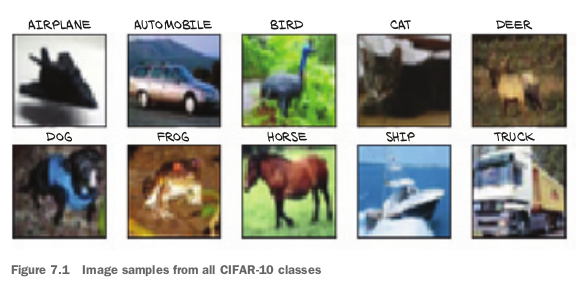 AIRPLANE AUTOMOBILE BIRD CAT DEER
DOG FROG HORSE SHIP TRUCK
Figure 7.1 Image samples from all CIFAR-10 classes